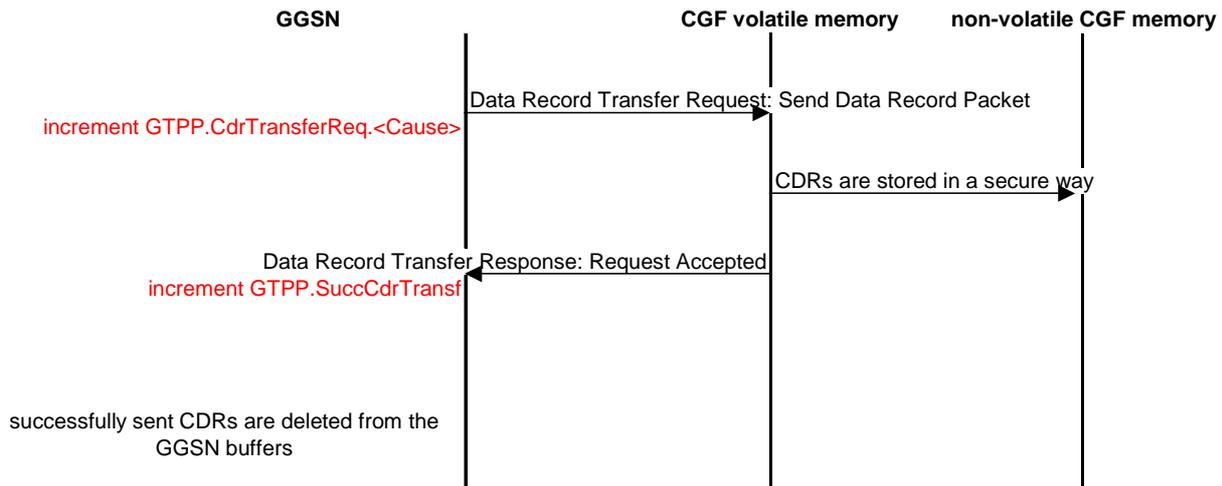 GGSN
CGF volatile memory
non-volatile CGF memory
Data Record Transfer Request: Send Data Record Packet
increment GTPP.CdrTransferReq.<Cause>
CDRs are stored in a secure way
Data Record Transfer Response: Request Accepted
increment GTPP.SuccCdrTransf
successfully sent CDRs are deleted from the
GGSN buffers